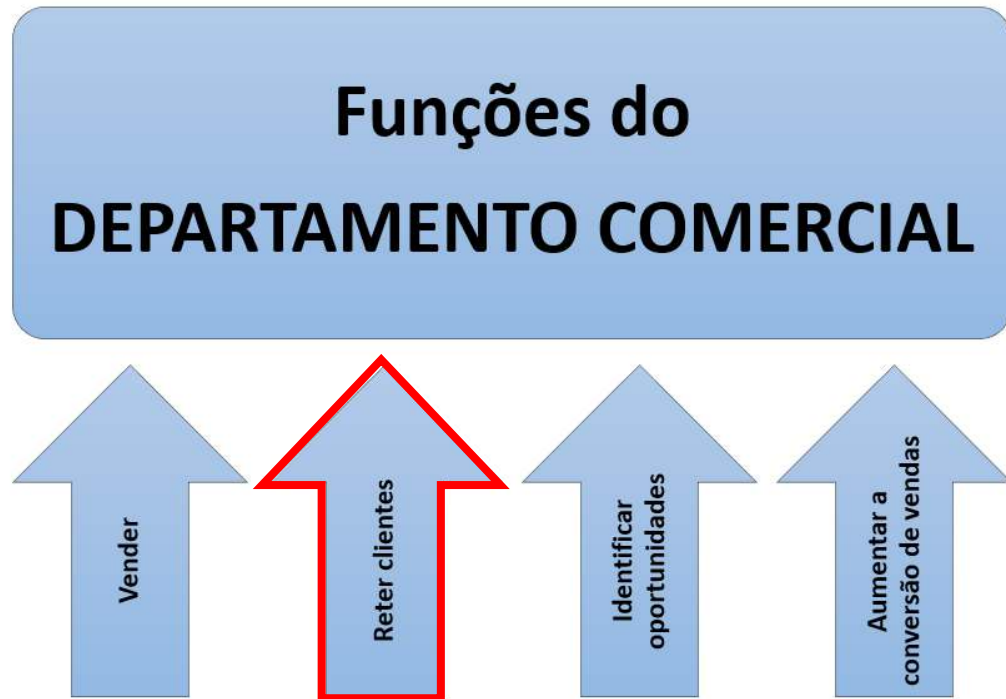 Funções do
DEPARTAMENTO COMERCIAL
Vender
Reter clientes
Identificar
oportunidades
Aumentar a
conversão de vendas